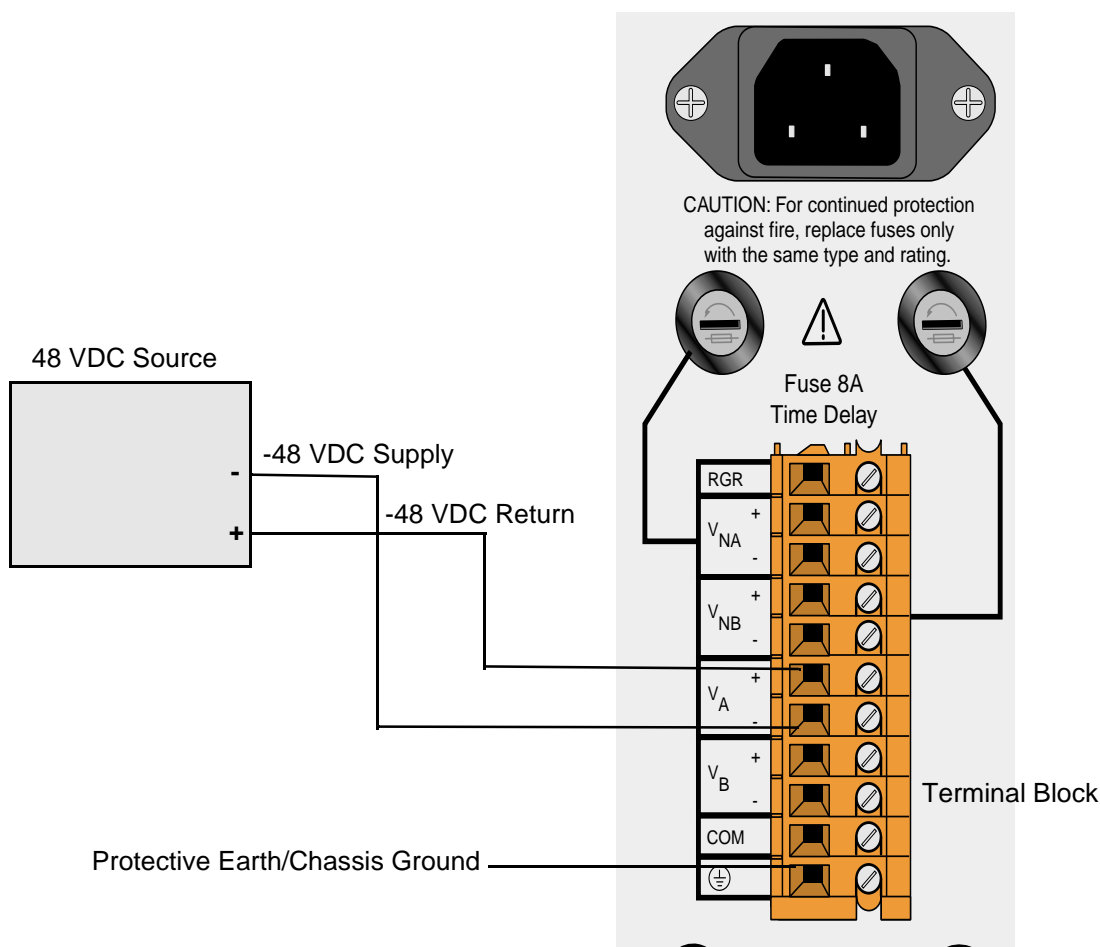 CAUTION: For continued protection
against fire, replace fuses only
with the same type and rating.
Fuse 8A
Time Delay
48 VDC Source
-
+
-48 VDC Supply
-48 VDC Return
RGR
VNA
+
-
VNB
+
-
VA
+
-
VB
+
-
COM
Terminal Block
Protective Earth/Chassis Ground